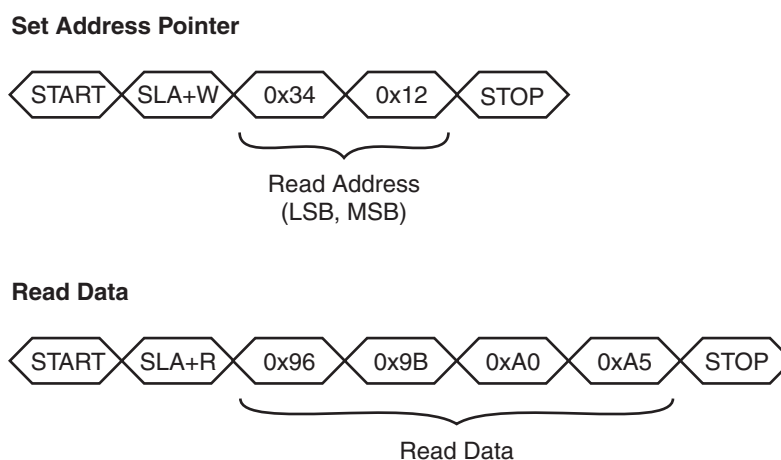 Set Address Pointer
START SLA+W 0x34 0x12 STOP
Read Address
(LSB, MSB)
Read Data
START SLA+R 0x96 0x9B 0xA0 0xA5 STOP
Read Data